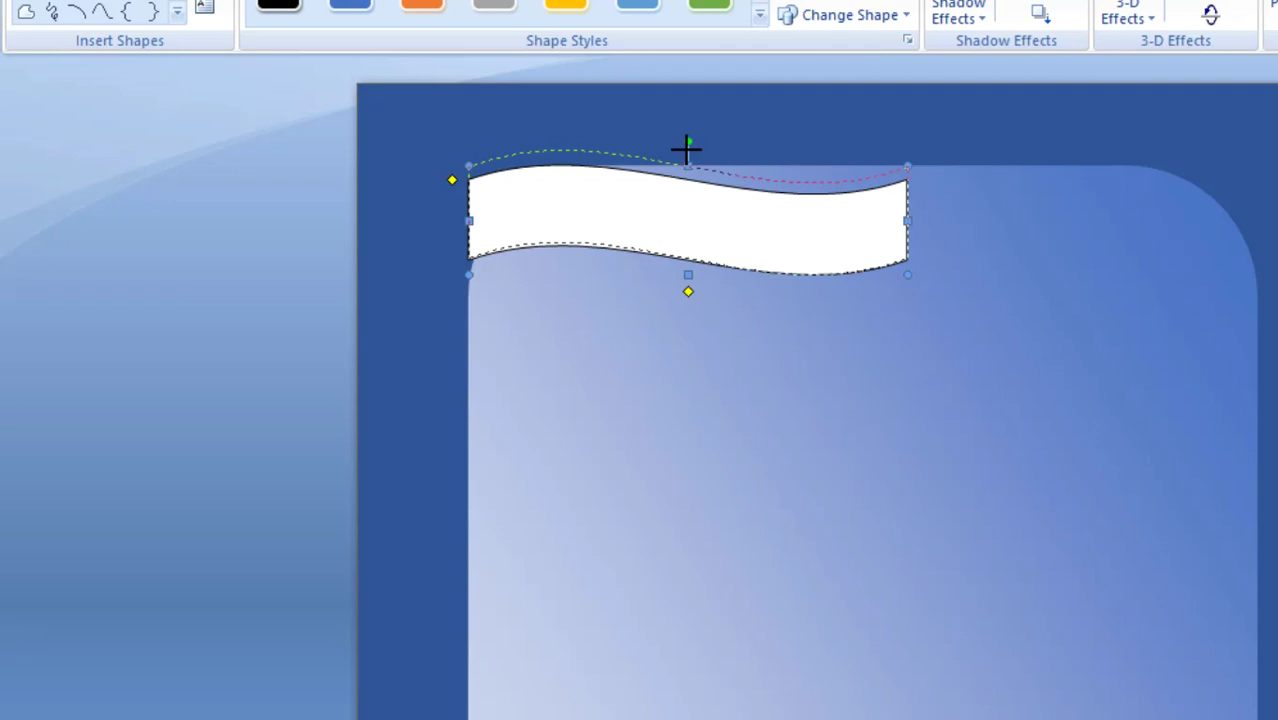 Shadow
Effects
3-D
Effects
Change Shape
Insert Shapes
Shape Styles
Shadow Effects
3-D Effects